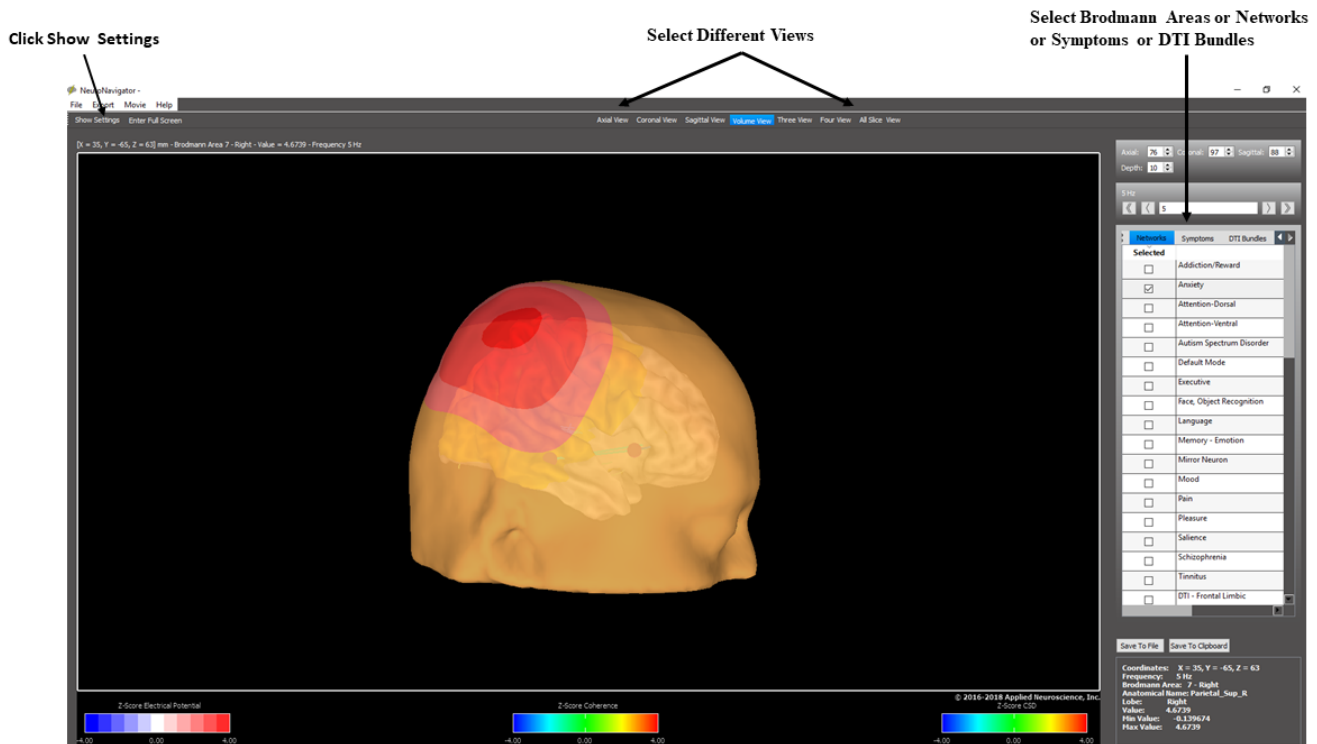 Select Brodmann Areas or Networks
or Symptoms or DTI Bundles
Click Show Settings
Select Different Views
NeuroNavigator -
File Export Movie Help
Show Settings Enter Full Screen
Axial View Coronal View Sagittal View Volume View Three View Four View All Slice View
[X = 35, Y = -65, Z = 63] mm - Brodmann Area 7 - Right - Value = 4.6739 - Frequency 5 Hz
Axial: 76 Coronal: 97 Sagittal: 88
Depth: 10
5 Hz
5
Networks Symptoms DTI Bundles
Selected
Addiction/Reward
Anxiety
Attention-Dorsal
Attention-Ventral
Autism Spectrum Disorder
Default Mode
Executive
Face, Object Recognition
Language
Memory - Emotion
Mirror Neuron
Mood
Pain
Pleasure
Salience
Schizophrenia
Tinnitus
DTI - Frontal Limbic
Save To File Save To Clipboard
Coordinates: X = 35, Y = -65, Z = 63
Frequency: 5 Hz
Brodmann Area: 7 - Right
Anatomical Name: Parietal_Sup_R
Lobe: Right
Value: 4.6739
Min Value: -0.139674
Max Value: 4.6739
© 2016-2018 Applied Neuroscience, Inc.
Z-Score Electrical Potential Z-Score Coherence Z-Score CSD
-4.00 0.00 4.00 -4.00 0.00 4.00 -4.00 0.00 4.00